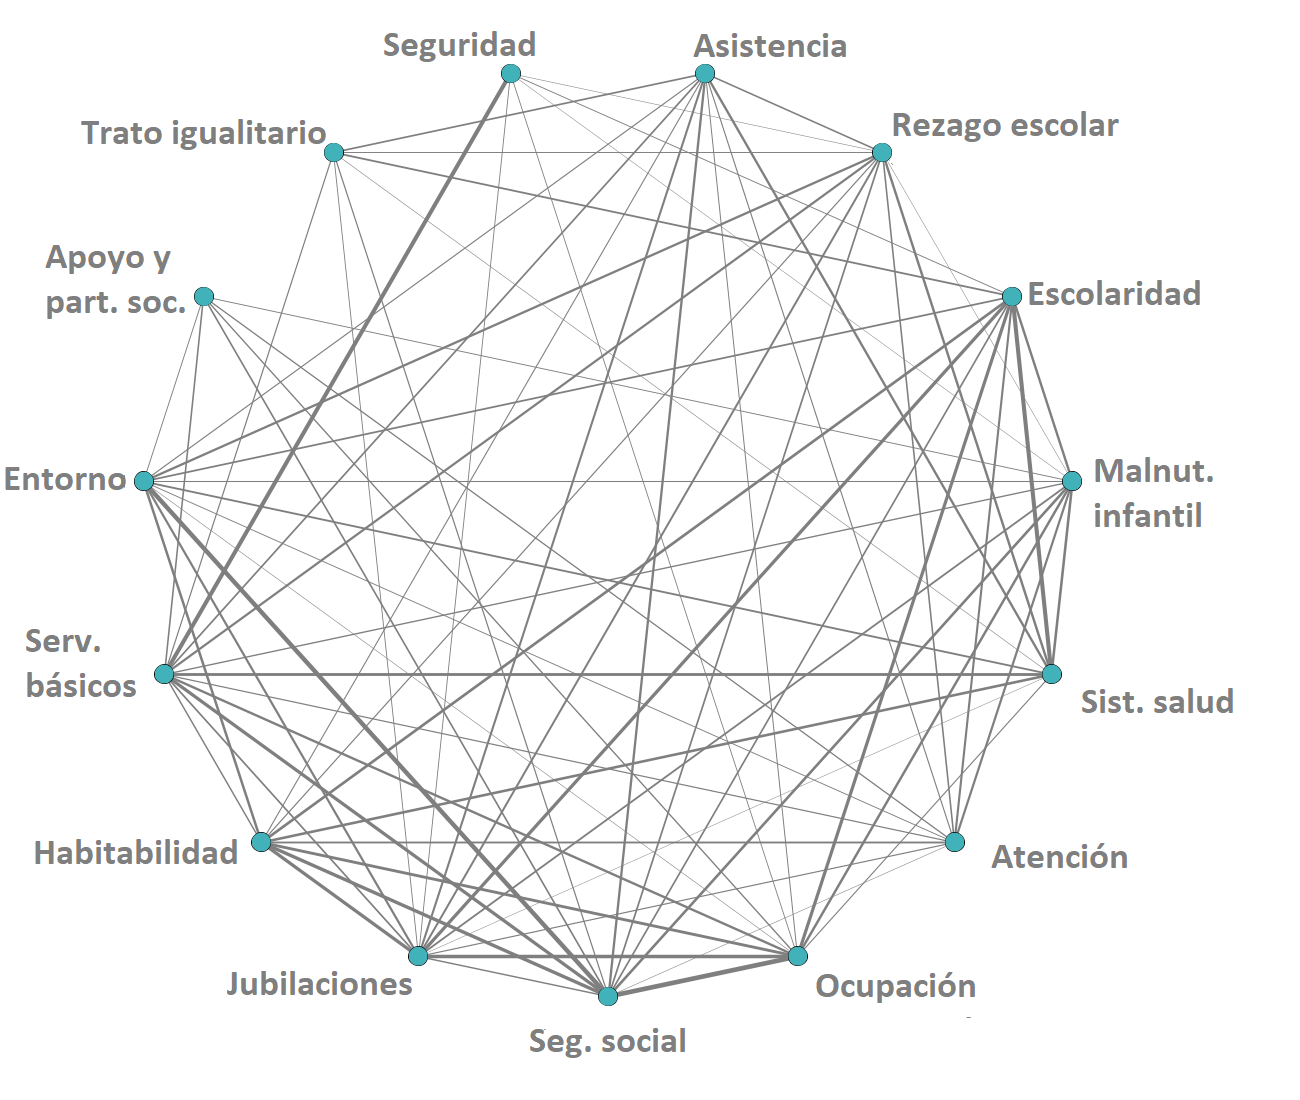 Seguridad
Asistencia
Trato igualitario
Rezago escolar
Apoyo y
part. soc.
Escolaridad
Entorno
Malnut.
infantil
Serv.
básicos
Sist. salud
Habitabilidad
Atención
Jubilaciones
Ocupación
Seg. social